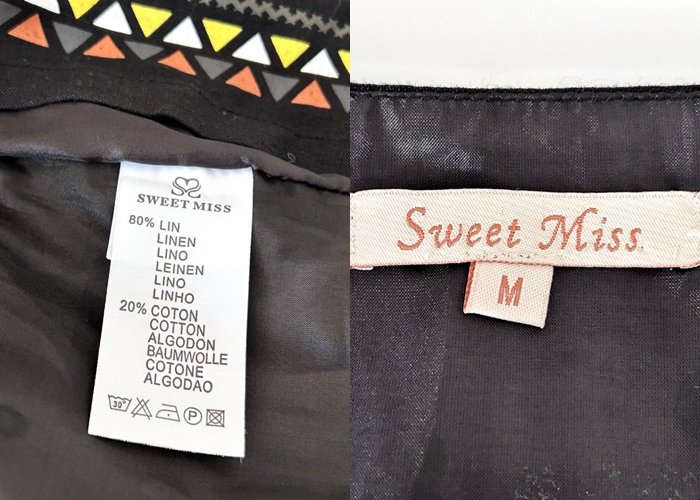 SWEET MISS
80% LIN
LINEN
LINO
LEINEN
LINO
LINHO
20% COTON
COTTON
ALGODON
BAUMWOLLE
COTONE
ALGODAO
30° P
Sweet Miss
M